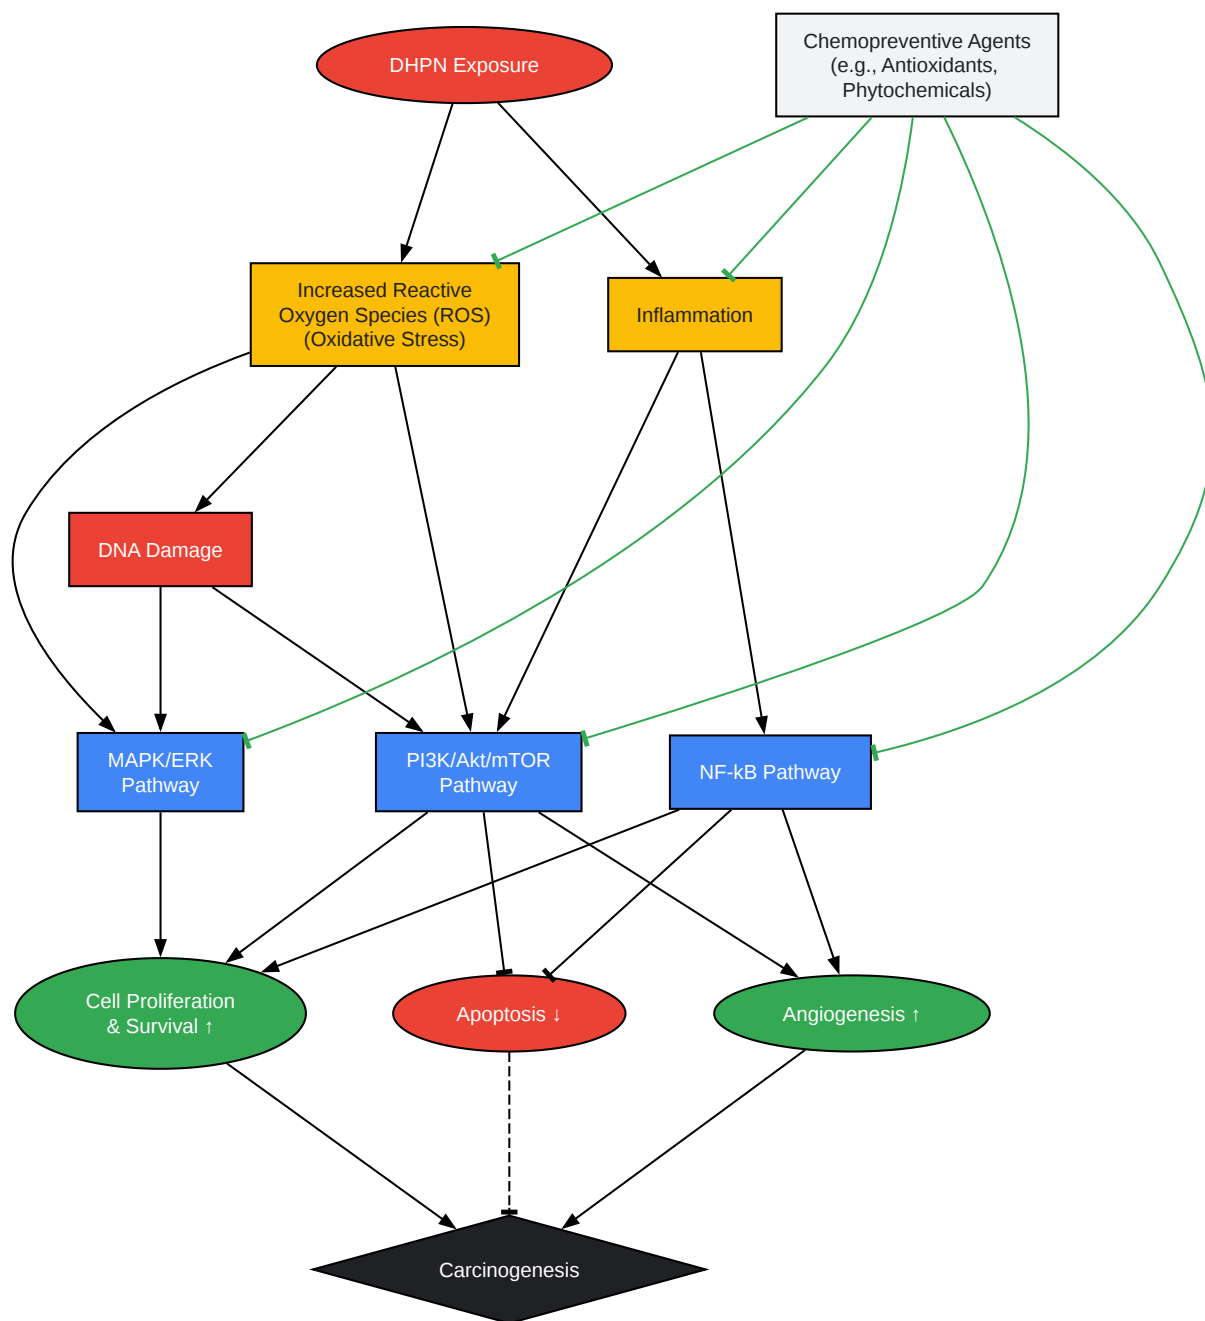 DHPN Exposure
Chemopreventive Agents
(e.g., Antioxidants,
Phytochemicals)
Increased Reactive
Oxygen Species (ROS)
(Oxidative Stress)
Inflammation
DNA Damage
MAPK/ERK
Pathway
PI3K/Akt/mTOR
Pathway
NF-kB Pathway
Cell Proliferation
& Survival ↑
Apoptosis ↓
Angiogenesis ↑
Carcinogenesis